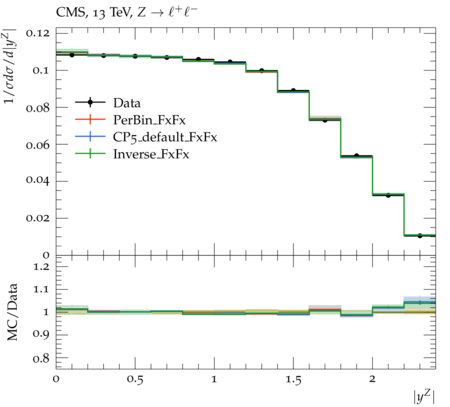 CMS, 13 TeV, Z → ℓ⁺ℓ⁻
1/σdσ/d|y^Z|
0.12
0.1
0.08
0.06
0.04
0.02
0
Data
PerBin_FxFx
CP5_default_FxFx
Inverse_FxFx
MC/Data
1.2
1.1
1
0.9
0.8
0 0.5 1 1.5 2
|y^Z|